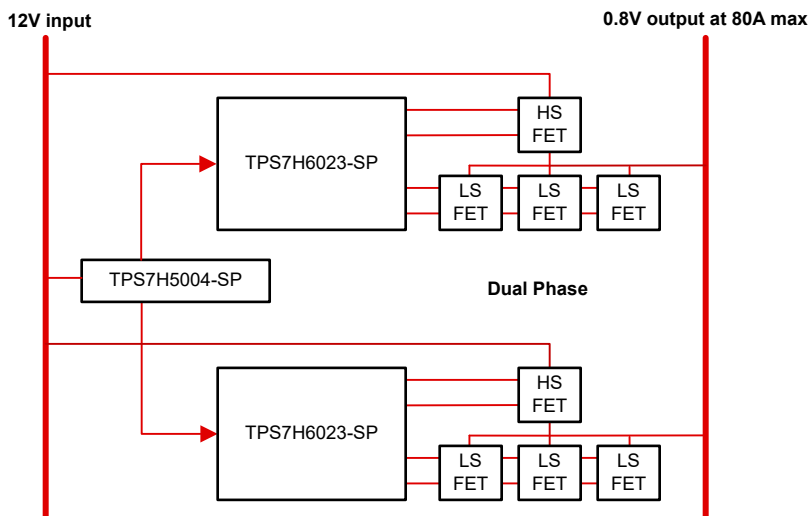 12V input
0.8V output at 80A max
HS
FET
TPS7H6023-SP
LS
FET
LS
FET
LS
FET
TPS7H5004-SP
Dual Phase
HS
FET
TPS7H6023-SP
LS
FET
LS
FET
LS
FET